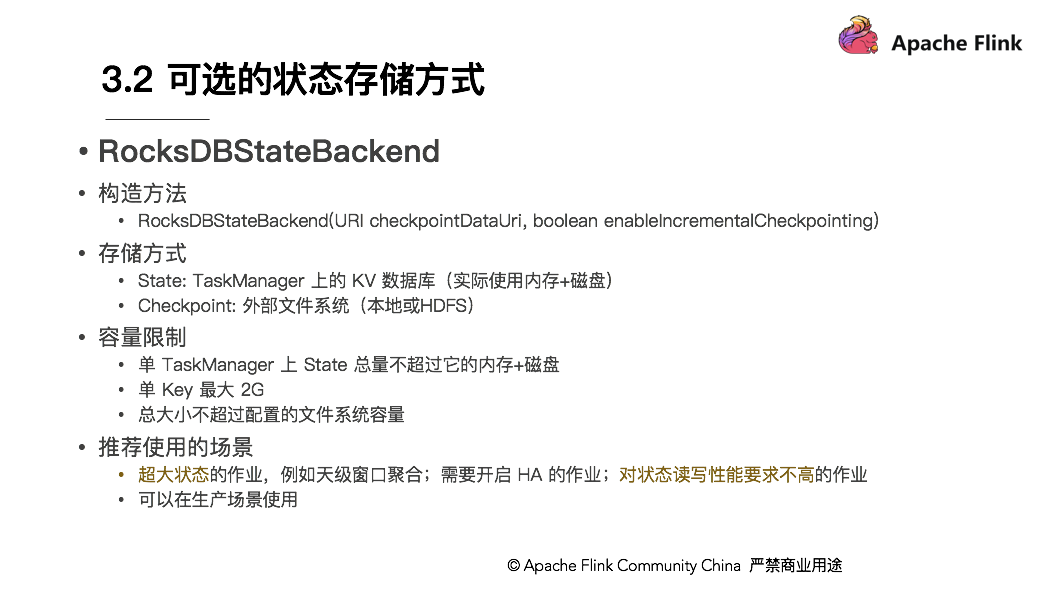 Apache Flink
3.2 可选的状态存储方式
• RocksDBStateBackend
• 构造方法
• RocksDBStateBackend(URI checkpointDataUri, boolean enableIncrementalCheckpointing)
• 存储方式
• State: TaskManager 上的 KV 数据库（实际使用内存+磁盘）
• Checkpoint: 外部文件系统（本地或HDFS）
• 容量限制
• 单 TaskManager 上 State 总量不超过它的内存+磁盘
• 单 Key 最大 2G
• 总大小不超过配置的文件系统容量
• 推荐使用的场景
• 超大状态的作业，例如天级窗口聚合；需要开启 HA 的作业；对状态读写性能要求不高的作业
• 可以在生产场景使用
© Apache Flink Community China 严禁商业用途